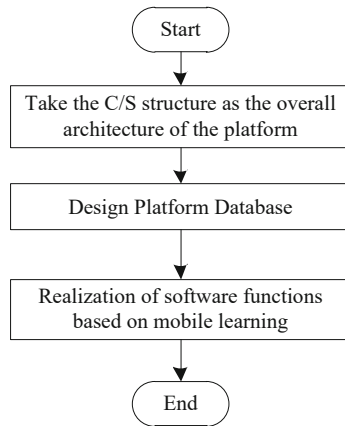 Start
Take the C/S structure as the overall
architecture of the platform
Design Platform Database
Realization of software functions
based on mobile learning
End